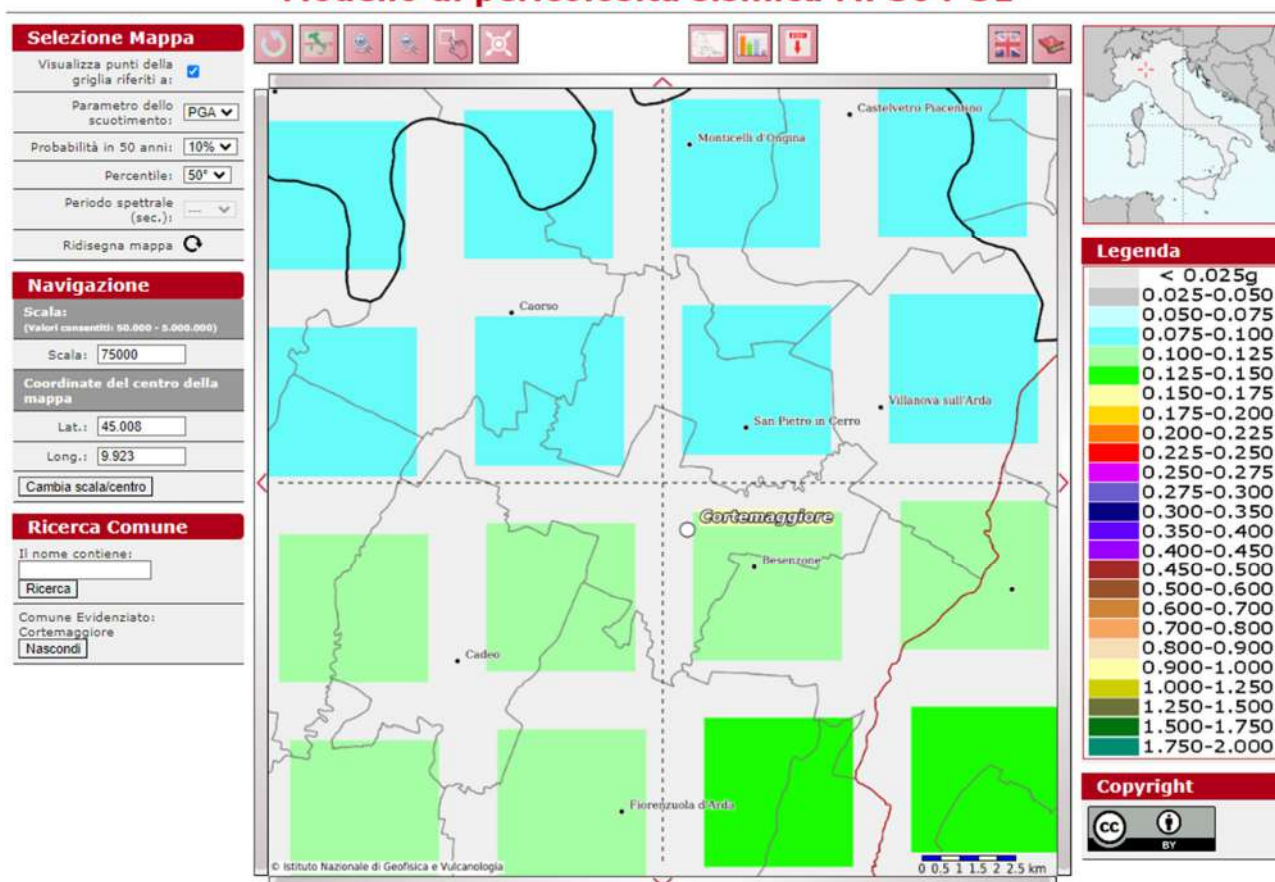 Selezione Mappa
Visualizza punti della
griglia riferiti a:
Parametro dello
scuotimento: PGA
Probabilità in 50 anni: 10%
Percentile: 50°
Periodo spettrale
(sec.): ---
Ridisegna mappa
Navigazione
Scala:
(Valori consentiti: 50.000 - 5.000.000)
Scala: 75000
Coordinate del centro della
mappa
Lat.: 45.008
Long.: 9.923
Cambia scala/centro
Ricerca Comune
Il nome contiene:
Ricerca
Comune Evidenziato:
Cortemaggiore
Nascondi
Castelvetro Piacentino
Monticelli d'Ongina
Caorso
Villanova sull'Arda
San Pietro in Cerro
Cortemaggiore
Besenzone
Cadeo
Fiorenzuola d'Arda
© Istituto Nazionale di Geofisica e Vulcanologia
0 0.5 1 1.5 2 2.5 km
Legenda
< 0.025g
0.025-0.050
0.050-0.075
0.075-0.100
0.100-0.125
0.125-0.150
0.150-0.175
0.175-0.200
0.200-0.225
0.225-0.250
0.250-0.275
0.275-0.300
0.300-0.350
0.350-0.400
0.400-0.450
0.450-0.500
0.500-0.600
0.600-0.700
0.700-0.800
0.800-0.900
0.900-1.000
1.000-1.250
1.250-1.500
1.500-1.750
1.750-2.000
Copyright
cc
BY